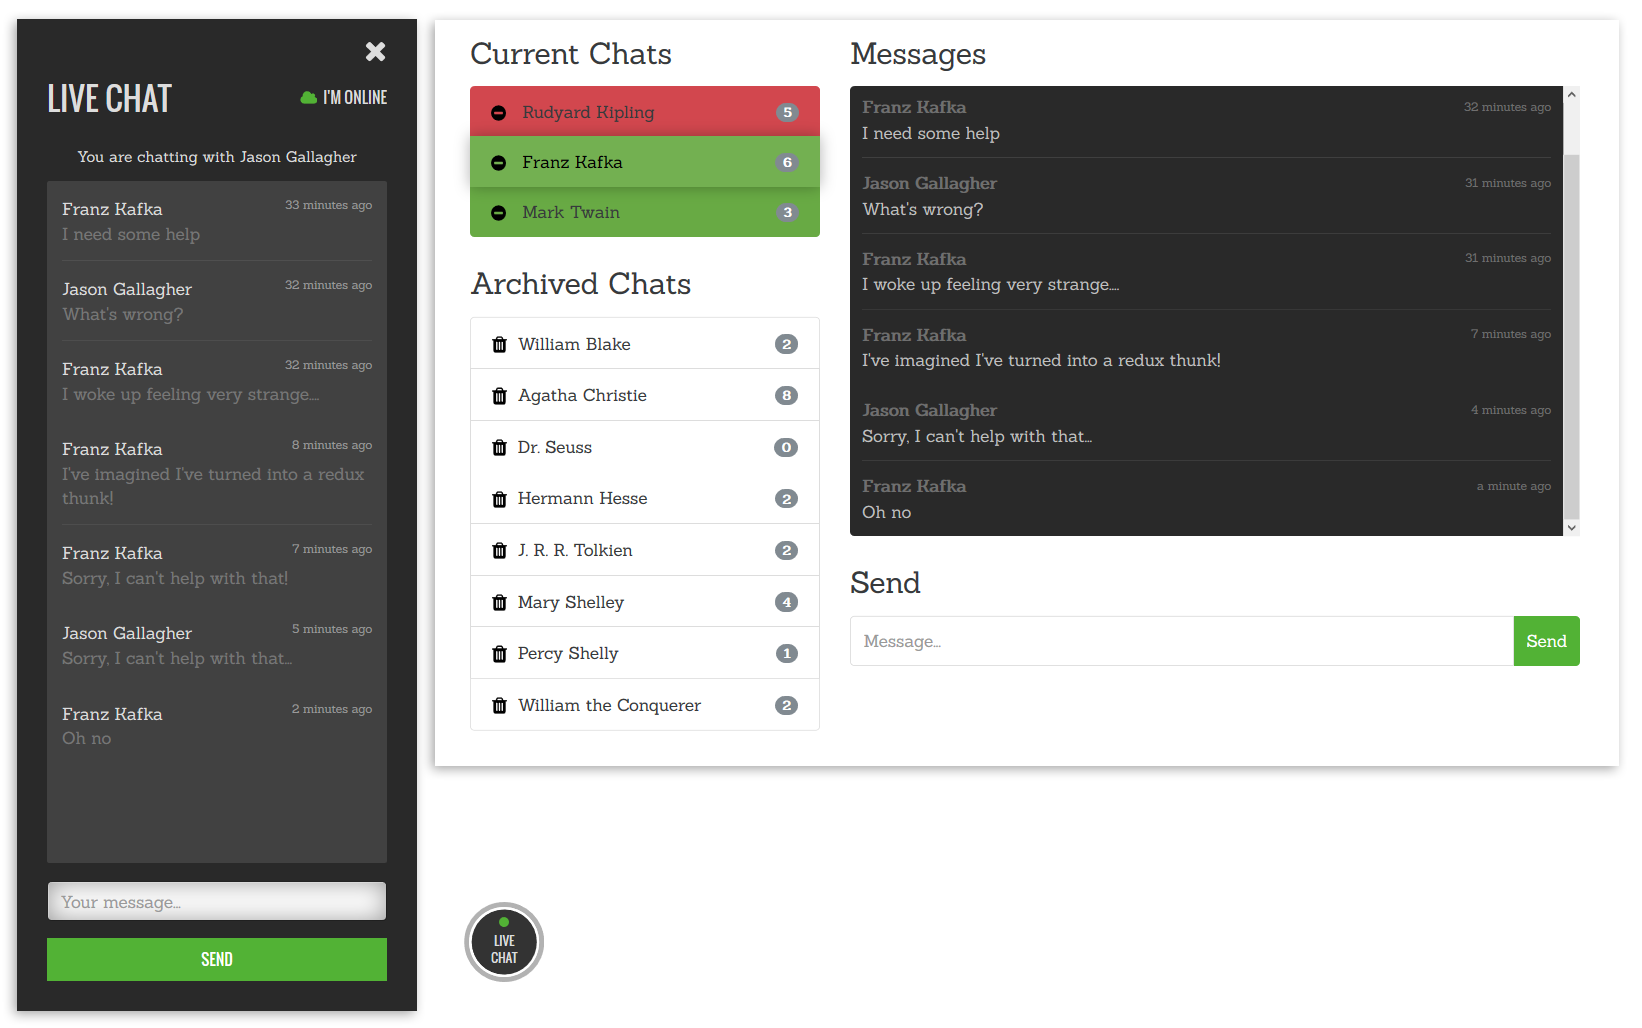 LIVE CHAT
I'M ONLINE
You are chatting with Jason Gallagher
Franz Kafka 33 minutes ago
I need some help
Jason Gallagher 32 minutes ago
What's wrong?
Franz Kafka 32 minutes ago
I woke up feeling very strange....
Franz Kafka 8 minutes ago
I've imagined I've turned into a redux
thunk!
Franz Kafka 7 minutes ago
Sorry, I can't help with that!
Jason Gallagher 5 minutes ago
Sorry, I can't help with that...
Franz Kafka 2 minutes ago
Oh no
Your message...
SEND
Current Chats
Rudyard Kipling 5
Franz Kafka 6
Mark Twain 3
Archived Chats
William Blake 2
Agatha Christie 8
Dr. Seuss 0
Hermann Hesse 2
J. R. R. Tolkien 2
Mary Shelley 4
Percy Shelly 1
William the Conquerer 2
Messages
Franz Kafka 32 minutes ago
I need some help
Jason Gallagher 31 minutes ago
What's wrong?
Franz Kafka 31 minutes ago
I woke up feeling very strange....
Franz Kafka 7 minutes ago
I've imagined I've turned into a redux thunk!
Jason Gallagher 4 minutes ago
Sorry, I can't help with that...
Franz Kafka a minute ago
Oh no
Send
Message...
Send
LIVE
CHAT